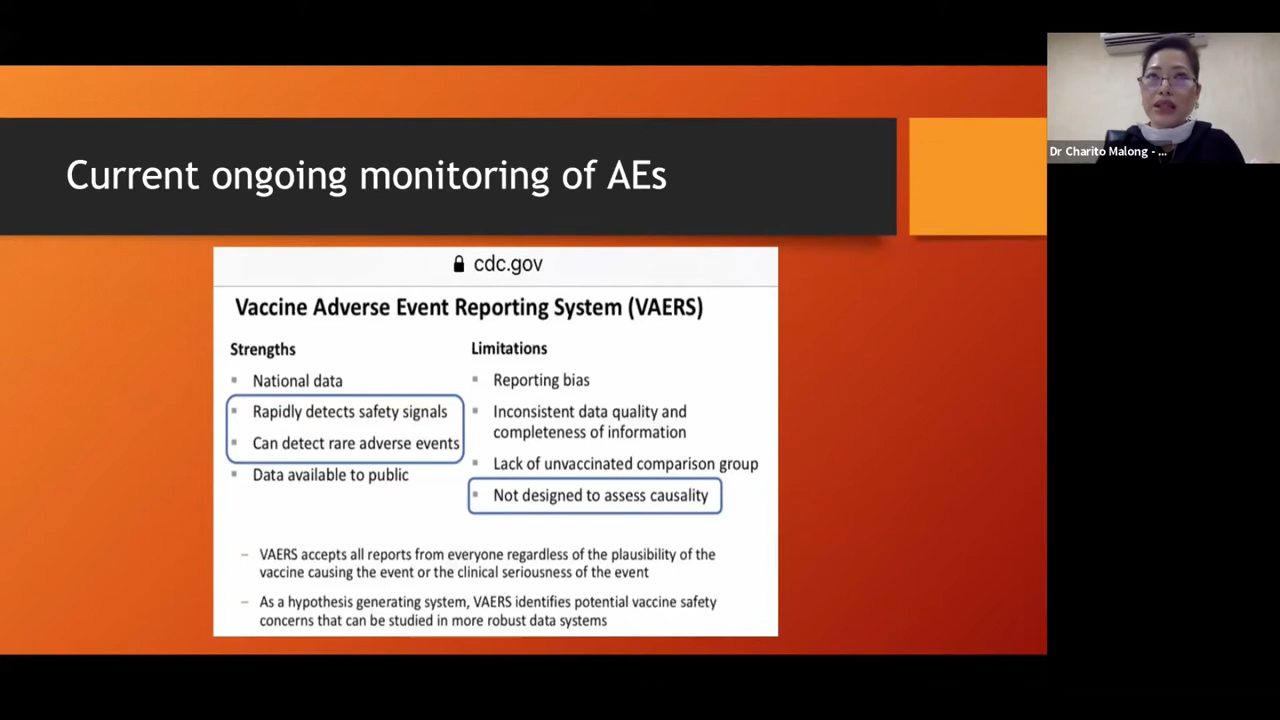 Current ongoing monitoring of AEs
cdc.gov
Vaccine Adverse Event Reporting System (VAERS)
Strengths
National data
Rapidly detects safety signals
Can detect rare adverse events
Data available to public
Limitations
Reporting bias
Inconsistent data quality and
completeness of information
Lack of unvaccinated comparison group
Not designed to assess causality
– VAERS accepts all reports from everyone regardless of the plausibility of the
vaccine causing the event or the clinical seriousness of the event
– As a hypothesis generating system, VAERS identifies potential vaccine safety
concerns that can be studied in more robust data systems
Dr Charito Malong - ...